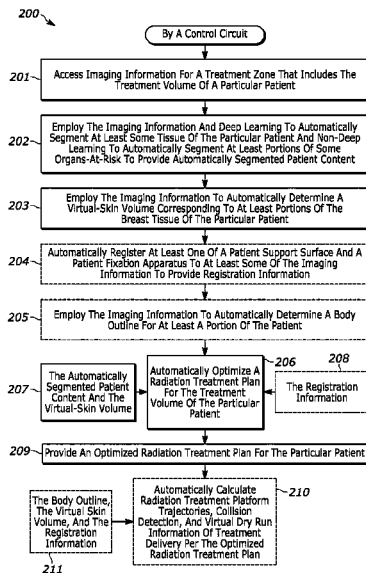 200
By A Control Circuit
201
Access Imaging Information For A Treatment Zone That Includes The
Treatment Volume Of A Particular Patient
202
Employ The Imaging Information And Deep Learning To Automatically
Segment At Least Some Tissue Of The Particular Patient And Non-Deep
Learning To Automatically Segment At Least Portions Of Some
Organs-At-Risk To Provide Automatically Segmented Patient Content
203
Employ The Imaging Information To Automatically Determine A
Virtual-Skin Volume Corresponding To At Least Portions Of The
Breast Tissue Of The Particular Patient
204
Automatically Register At Least One Of A Patient Support Surface And A
Patient Fixation Apparatus To At Least Some Of The Imaging
Information To Provide Registration Information
205
Employ The Imaging Information To Automatically Determine A Body
Outline For At Least A Portion Of The Patient
206
208
207
The Automatically
Segmented Patient
Content And The
Virtual-Skin Volume
Automatically Optimize A
Radiation Treatment Plan
For The Treatment
Volume Of The Particular
Patient
The Registration
Information
209
Provide An Optimized Radiation Treatment Plan For The Particular Patient
210
The Body Outline,
The Virtual Skin
Volume, And The
Registration
Information
211
Automatically Calculate
Radiation Treatment Platform
Trajectories, Collision
Detection, And Virtual Dry Run
Information Of Treatment
Delivery Per The Optimized
Radiation Treatment Plan